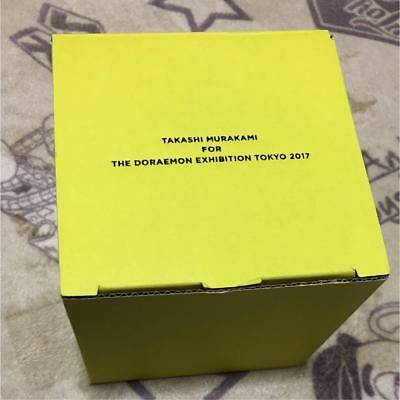 TAKASHI MURAKAMI
FOR
THE DORAEMON EXHIBITION TOKYO 2017